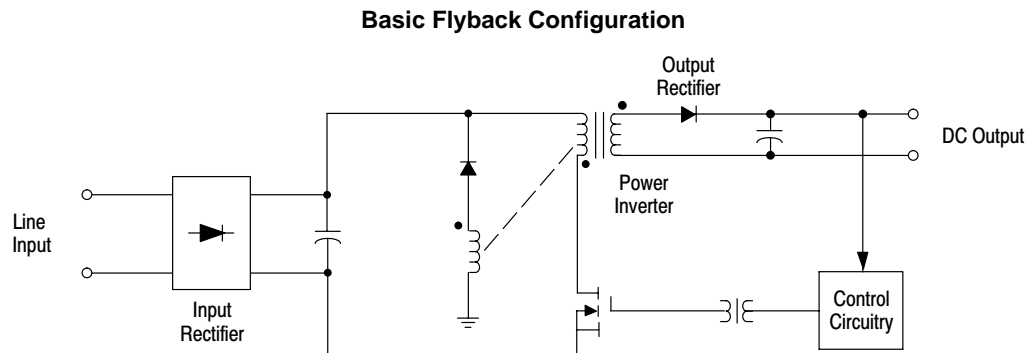 Basic Flyback Configuration
Output
Rectifier
DC Output
Power
Inverter
Line
Input
Input
Rectifier
Control
Circuitry